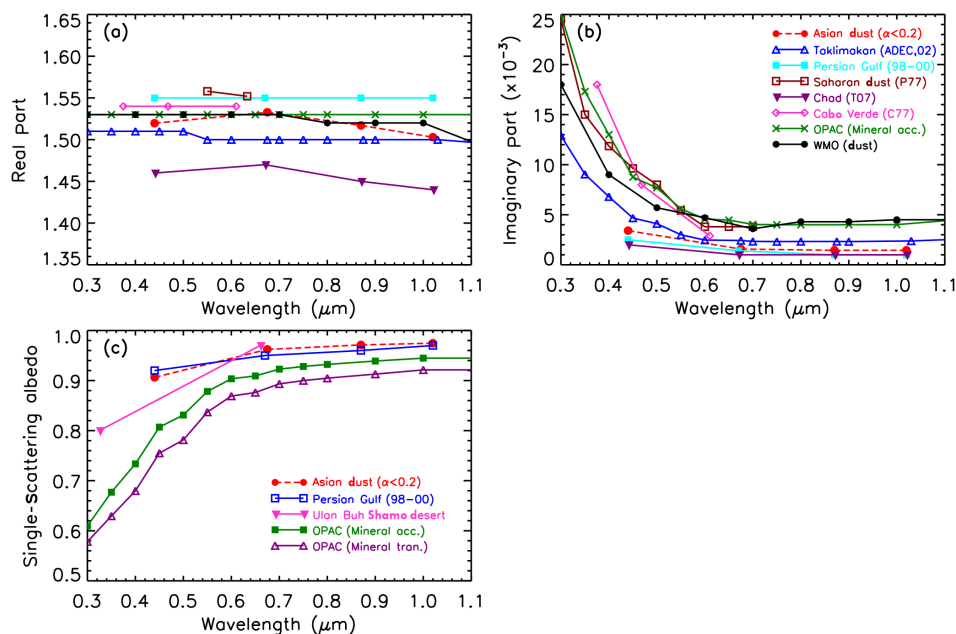 (a)
Real part
1.65
1.60
1.55
1.50
1.45
1.40
1.35
0.3 0.4 0.5 0.6 0.7 0.8 0.9 1.0 1.1
Wavelength (μm)
(b)
Imaginary part (×10⁻³)
25
20
15
10
5
0
Asian dust (α<0.2)
Taklimakan (ADEC,02)
Persian Gulf (98−00)
Saharan dust (P77)
Chad (T07)
Cabo Verde (C77)
OPAC (Mineral acc.)
WMO (dust)
0.3 0.4 0.5 0.6 0.7 0.8 0.9 1.0 1.1
Wavelength (μm)
(c)
Single−scattering albedo
1.0
0.9
0.8
0.7
0.6
0.5
Asian dust (α<0.2)
Persian Gulf (98−00)
Ulan Buh Shamo desert
OPAC (Mineral acc.)
OPAC (Mineral tran.)
0.3 0.4 0.5 0.6 0.7 0.8 0.9 1.0 1.1
Wavelength (μm)